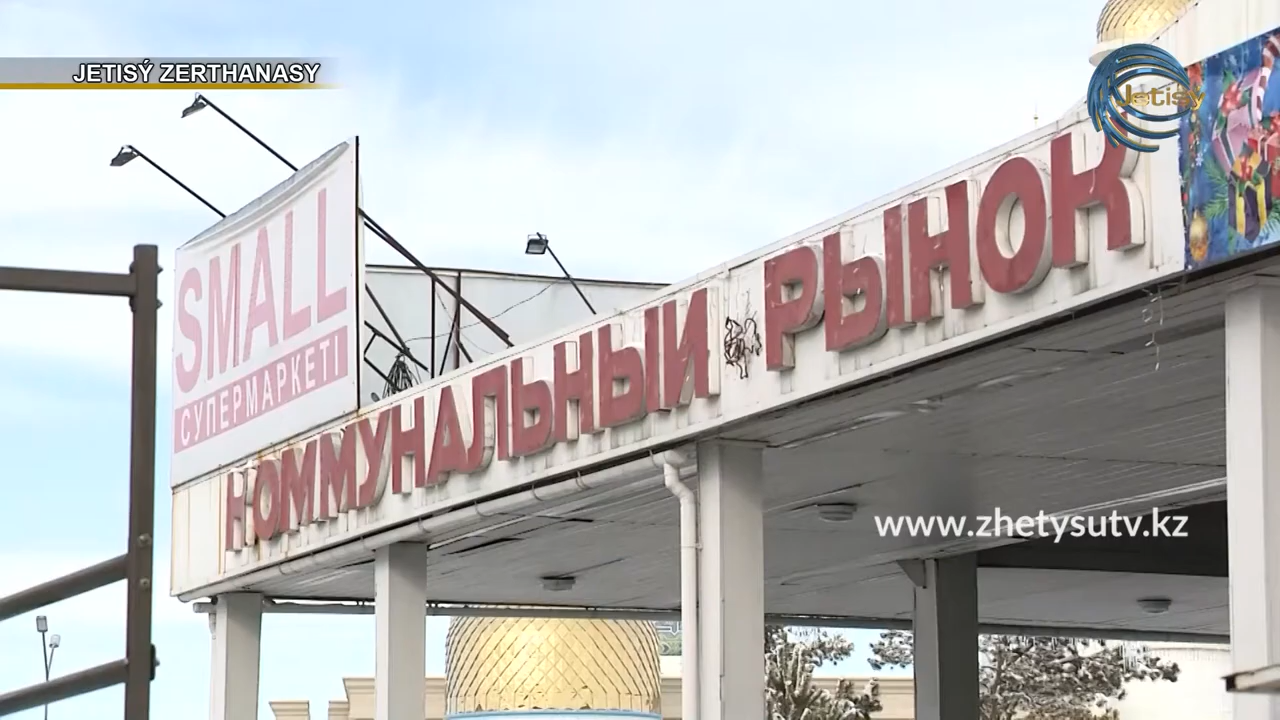 JETISÝ ZERTHANASY
Jetisý
SMALL
СУПЕРМАРКЕТІ
КОММУНАЛЬНЫЙ РЫНОК
www.zhetysutv.kz